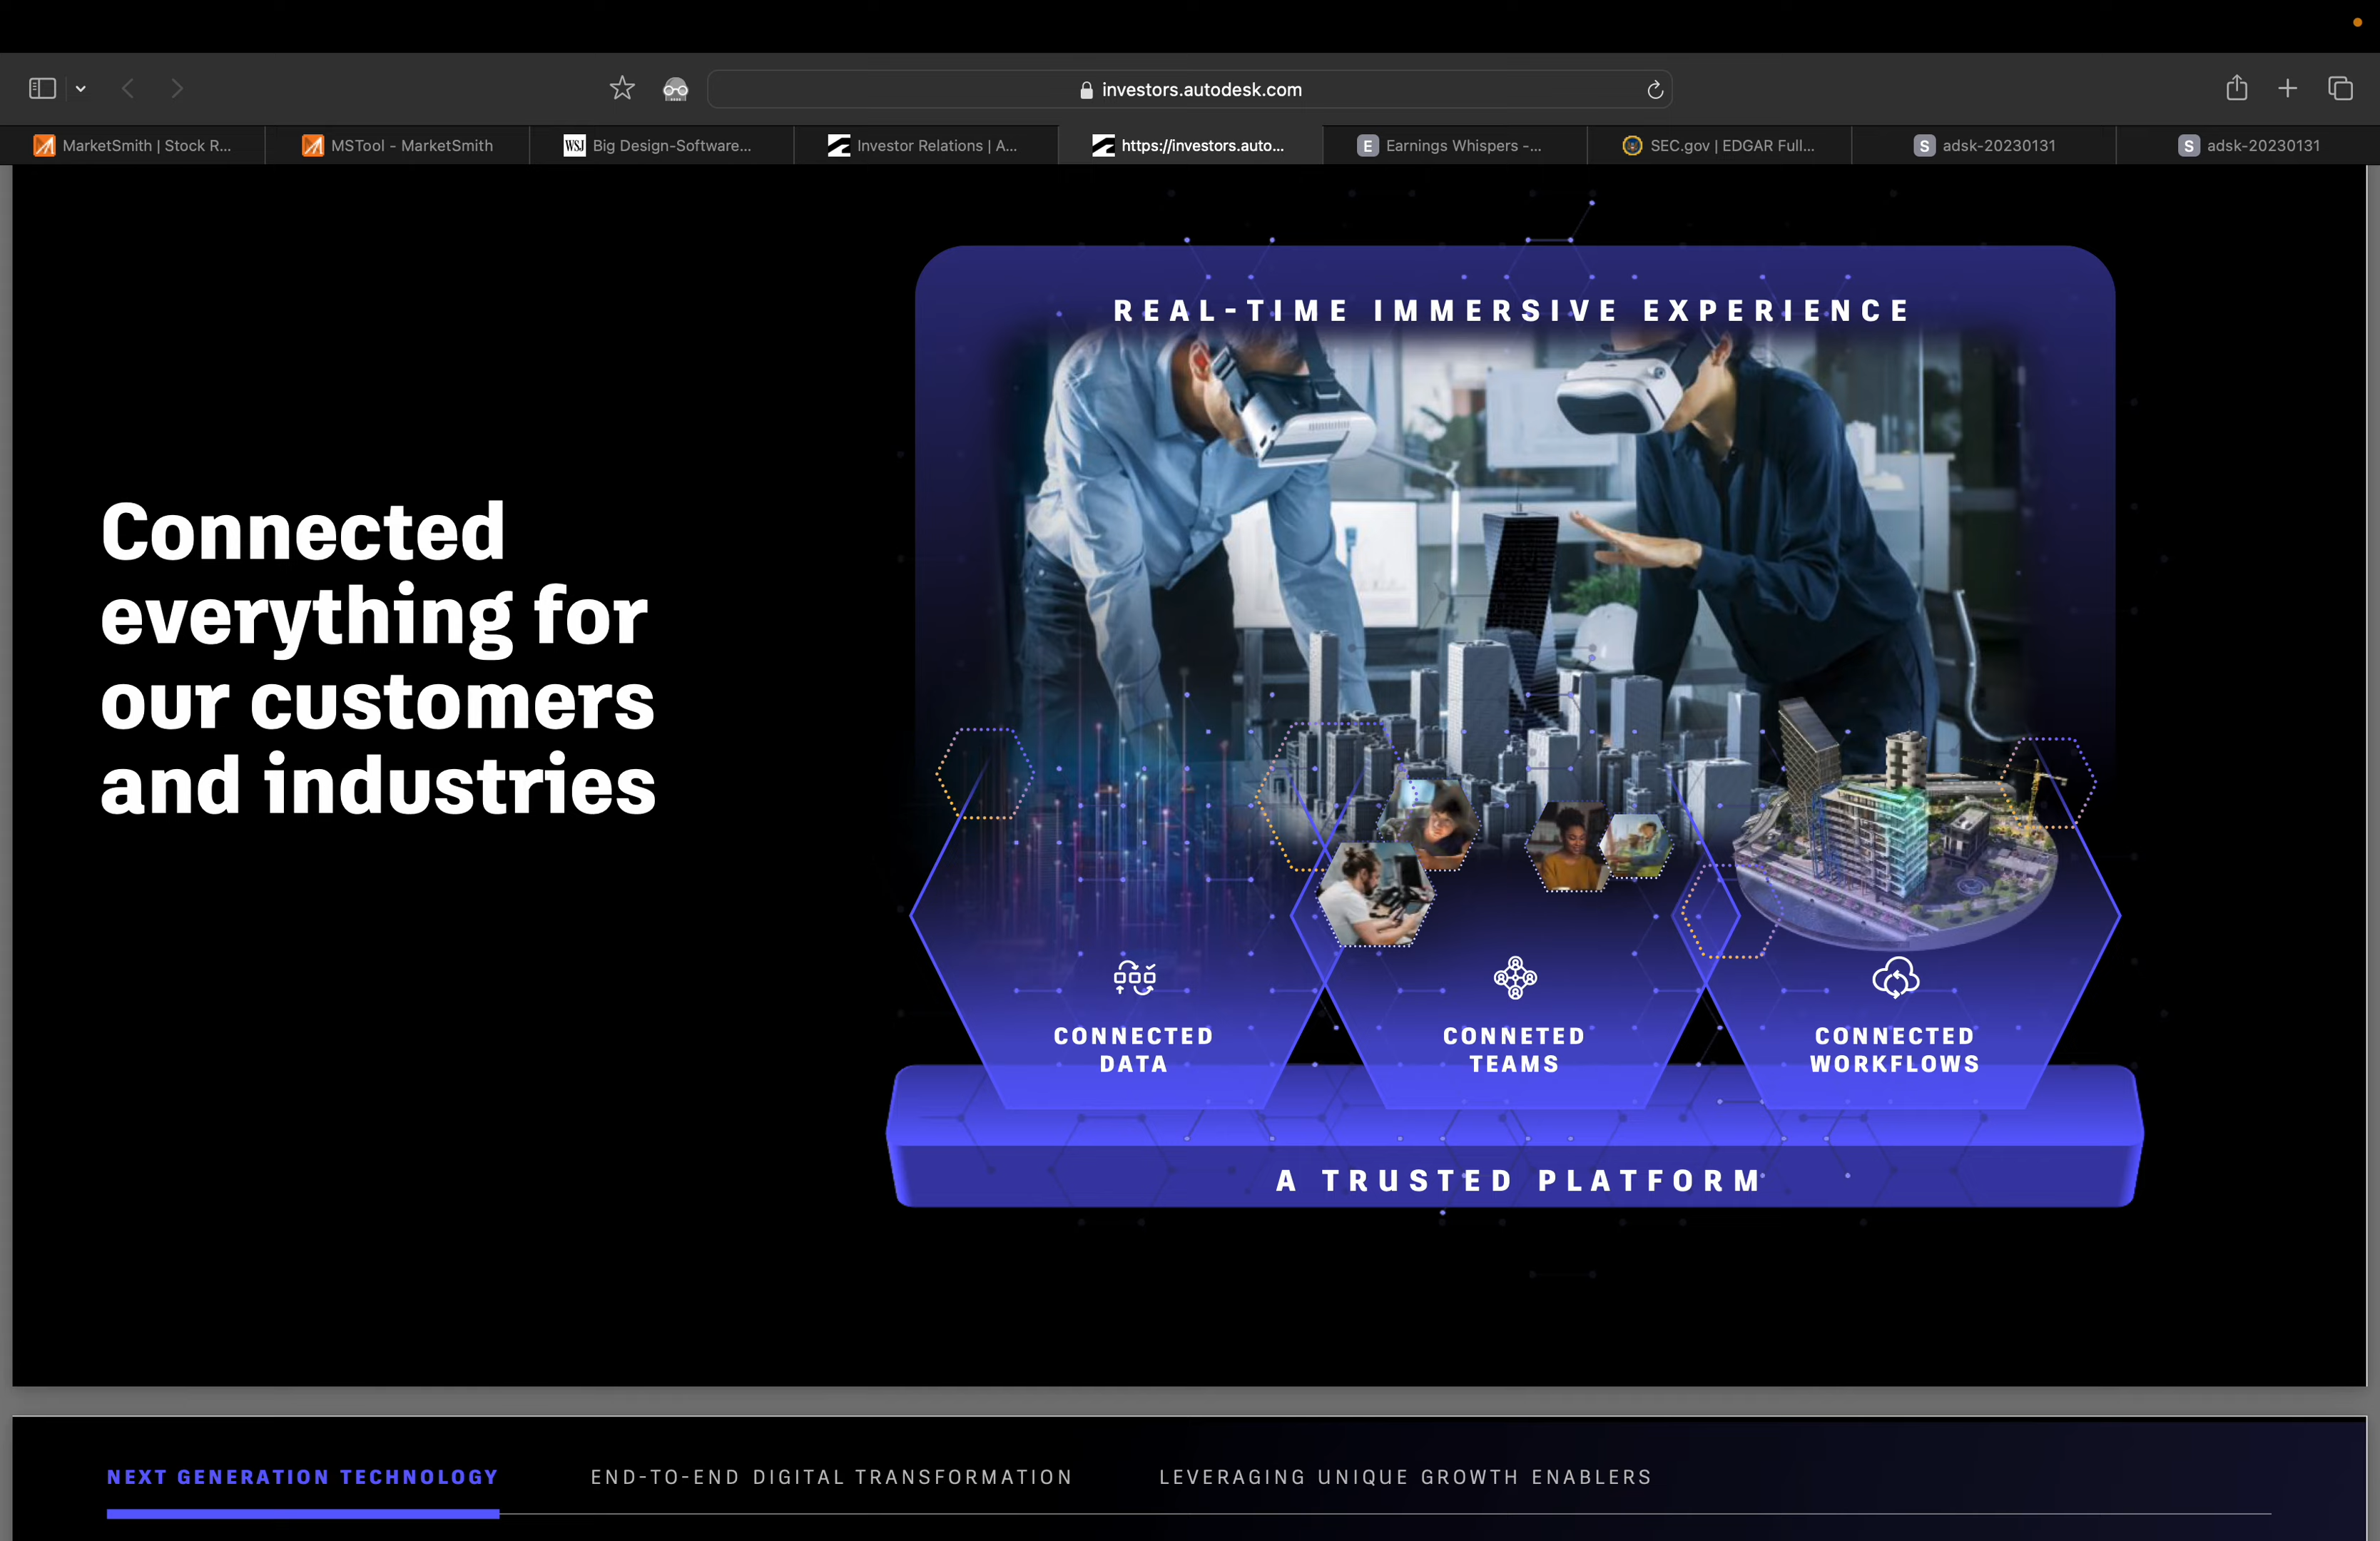 investors.autodesk.com
MarketSmith | Stock R...
MSTool - MarketSmith
WSJ
Big Design-Software...
Investor Relations | A...
https://investors.auto...
E
Earnings Whispers -...
SEC.gov | EDGAR Full...
S
adsk-20230131
S
adsk-20230131
Connected
everything for
our customers
and industries
REAL-TIME IMMERSIVE EXPERIENCE
CONNECTED
DATA
CONNETED
TEAMS
CONNECTED
WORKFLOWS
A TRUSTED PLATFORM
NEXT GENERATION TECHNOLOGY
END-TO-END DIGITAL TRANSFORMATION
LEVERAGING UNIQUE GROWTH ENABLERS